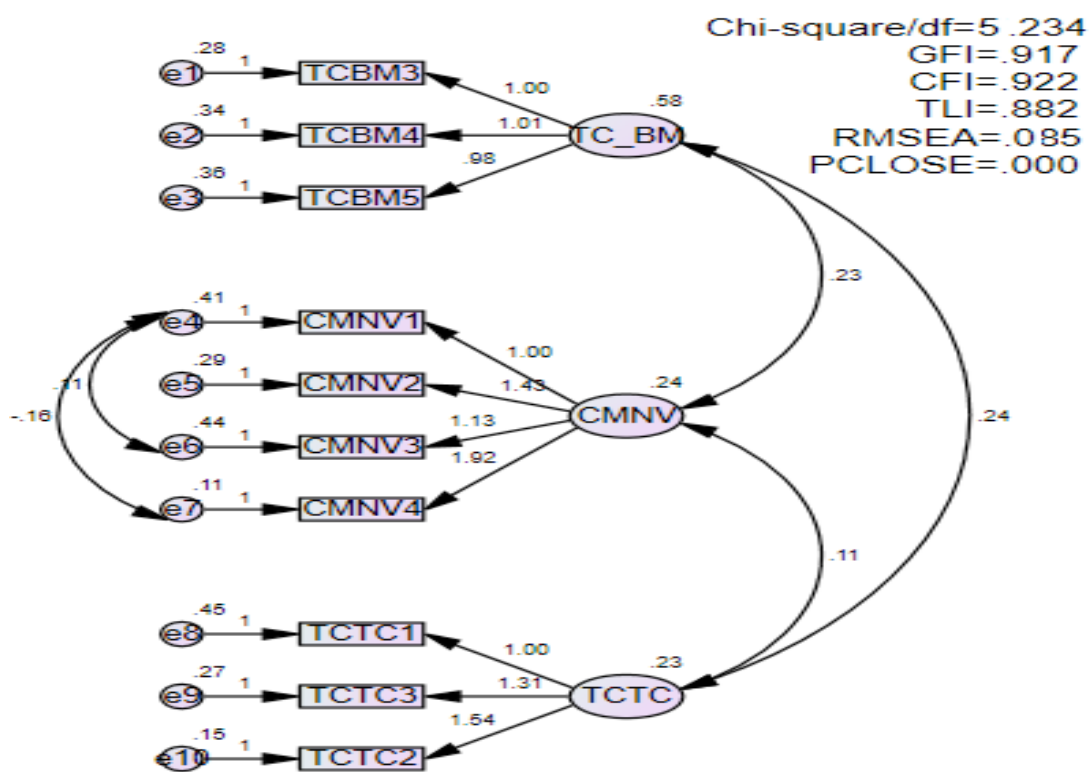 Chi-square/df=5 .234
GFI=.917
CFI=.922
TLI=.882
RMSEA=.085
PCLOSE=.000
.28
e1
1
TCBM3
1.00
.34
e2
1
TCBM4
1.01
.58
TC_BM
.36
e3
1
TCBM5
.98
.23
.41
e4
1
CMNV1
1.00
.29
e5
1
CMNV2
1.43
.24
CMNV
.11
-.16
.44
e6
1
CMNV3
1.13
.24
.11
e7
1
CMNV4
1.92
.11
.45
e8
1
TCTC1
1.00
.27
e9
1
TCTC3
1.31
.23
TCTC
.15
e10
1
TCTC2
1.54